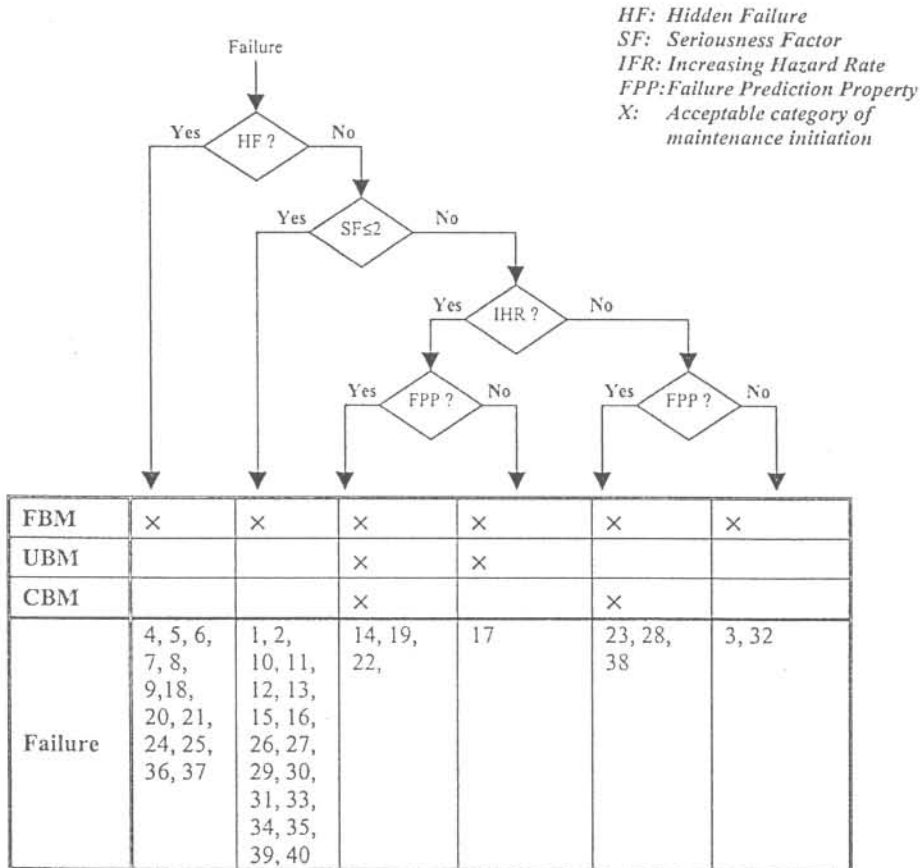 HF: Hidden Failure
SF: Seriousness Factor
IFR: Increasing Hazard Rate
FPP:Failure Prediction Property
X: Acceptable category of
maintenance initiation
Failure
Yes HF ? No
Yes SF≤2 No
Yes IHR ? No
Yes FPP ? No Yes FPP ? No
FBM × × × × × ×
UBM × ×
CBM × ×
Failure
4, 5, 6,
7, 8,
9,18,
20, 21,
24, 25,
36, 37
1, 2,
10, 11,
12, 13,
15, 16,
26, 27,
29, 30,
31, 33,
34, 35,
39, 40
14, 19,
22,
17
23, 28,
38
3, 32